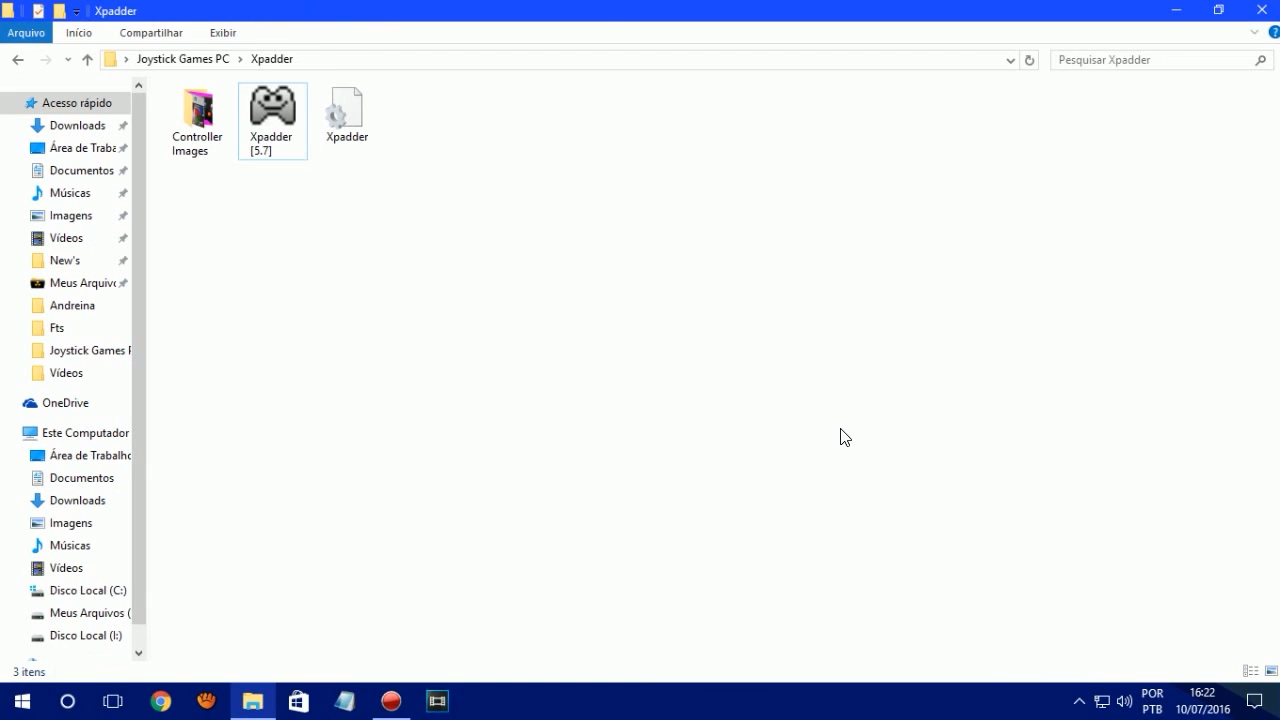 Xpadder
Arquivo Início Compartilhar Exibir
Joystick Games PC Xpadder
Pesquisar Xpadder
Controller
Images
Xpadder
[5.7]
Xpadder
Acesso rápido
Downloads
Área de Traba
Documentos
Músicas
Imagens
Vídeos
New's
Meus Arquivo
Andreina
Fts
Joystick Games P
Vídeos
OneDrive
Este Computador
Área de Trabalho
Documentos
Downloads
Imagens
Músicas
Vídeos
Disco Local (C:)
Meus Arquivos (
Disco Local (I:)
3 itens
POR
PTB
16:22
10/07/2016